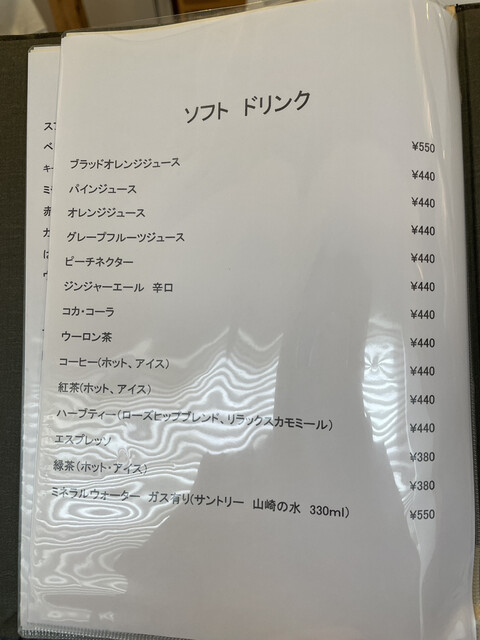 ソフト ドリンク
ブラッドオレンジジュース ¥550
パインジュース ¥440
オレンジジュース ¥440
グレープフルーツジュース ¥440
ピーチネクター ¥440
ジンジャーエール 辛口 ¥440
コカ・コーラ ¥440
ウーロン茶 ¥440
コーヒー(ホット、アイス) ¥440
紅茶(ホット、アイス) ¥440
ハーブティー(ローズヒップブレンド、リラックスカモミール) ¥440
エスプレッソ ¥380
緑茶(ホット・アイス) ¥380
ミネラルウォーター ガス有り(サントリー 山崎の水 330ml) ¥550